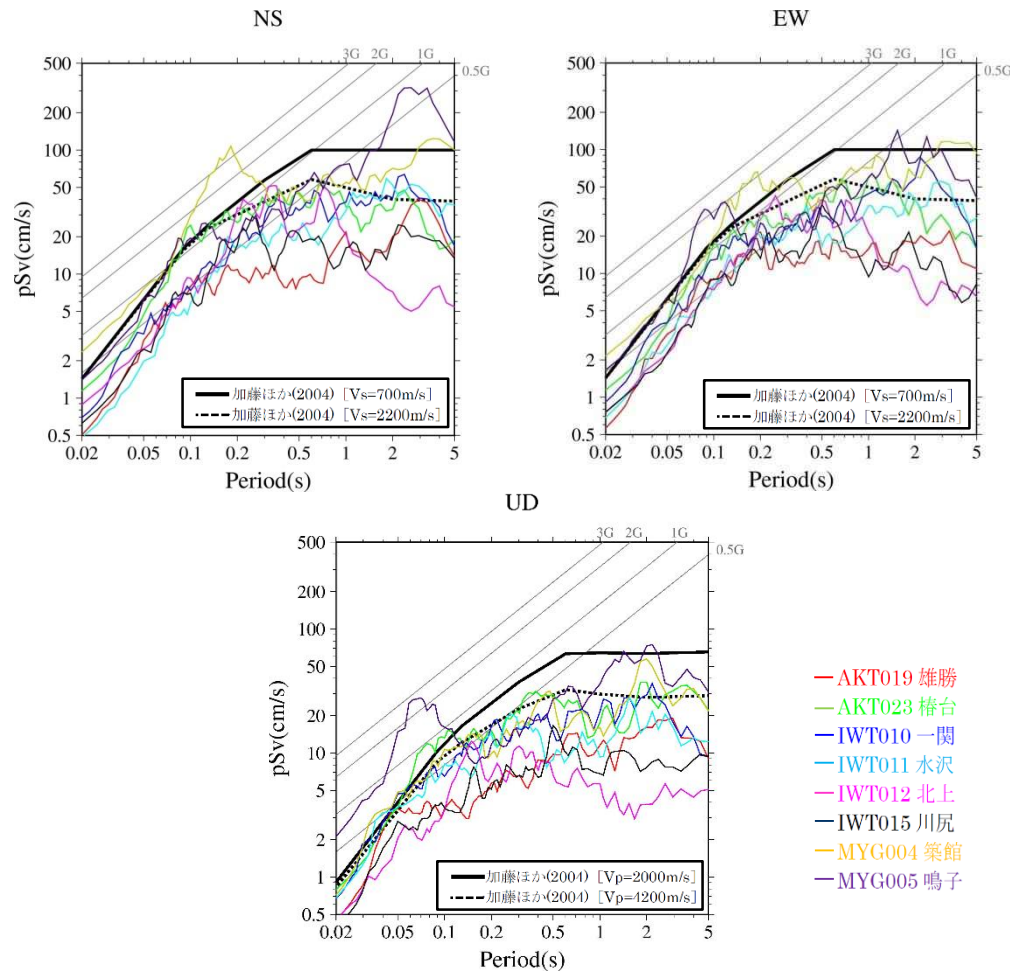 NS
3G 2G 1G
0.5G
500
200
100
50
20
10
5
2
1
0.5
pSv(cm/s)
加藤ほか(2004) [Vs=700m/s]
加藤ほか(2004) [Vs=2200m/s]
0.02 0.05 0.1 0.2 0.5 1 2 5
Period(s)
EW
3G 2G 1G
0.5G
500
200
100
50
20
10
5
2
1
0.5
pSv(cm/s)
加藤ほか(2004) [Vs=700m/s]
加藤ほか(2004) [Vs=2200m/s]
0.02 0.05 0.1 0.2 0.5 1 2 5
Period(s)
UD
3G 2G 1G
0.5G
500
200
100
50
20
10
5
2
1
0.5
pSv(cm/s)
加藤ほか(2004) [Vp=2000m/s]
加藤ほか(2004) [Vp=4200m/s]
0.02 0.05 0.1 0.2 0.5 1 2 5
Period(s)
AKT019 雄勝
AKT023 椿台
IWT010 一関
IWT011 水沢
IWT012 北上
IWT015 川尻
MYG004 築館
MYG005 鳴子